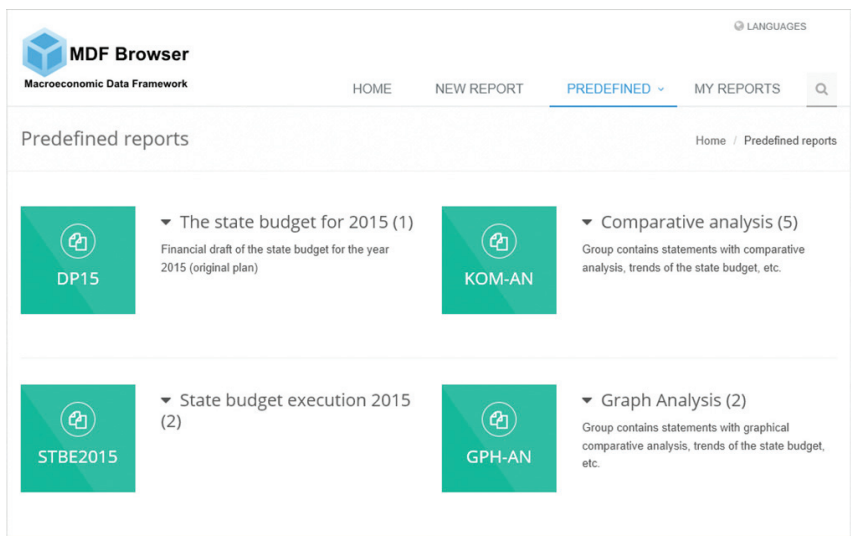 LANGUAGES
MDF Browser
Macroeconomic Data Framework
HOME NEW REPORT PREDEFINED MY REPORTS
Predefined reports
Home / Predefined reports
DP15
The state budget for 2015 (1)
Financial draft of the state budget for the year
2015 (original plan)
KOM-AN
Comparative analysis (5)
Group contains statements with comparative
analysis, trends of the state budget, etc.
STBE2015
State budget execution 2015
(2)
GPH-AN
Graph Analysis (2)
Group contains statements with graphical
comparative analysis, trends of the state budget,
etc.